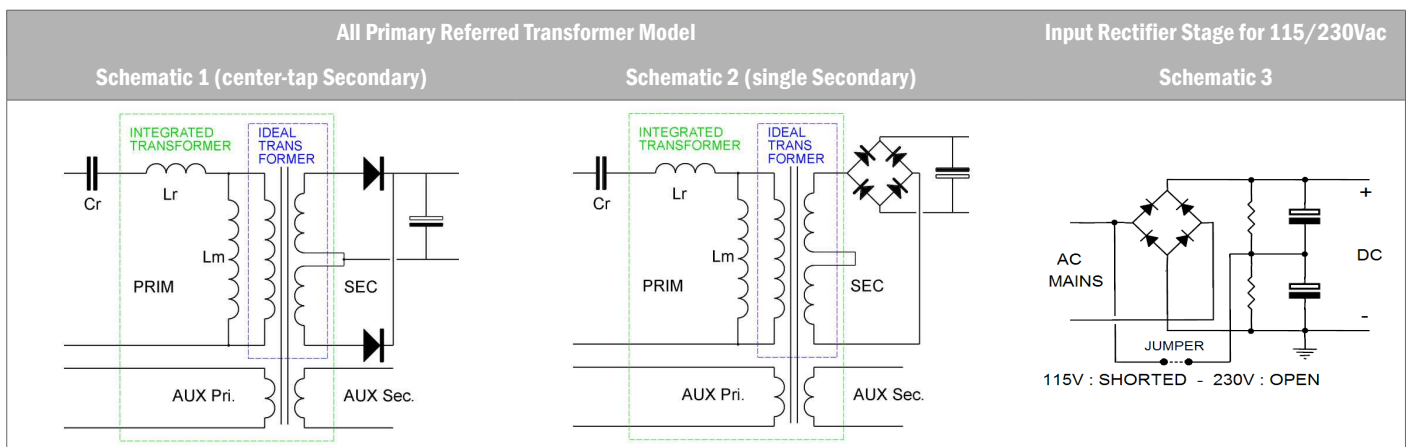 All Primary Referred Transformer Model
Input Rectifier Stage for 115/230Vac
Schematic 1 (center-tap Secondary)
Schematic 2 (single Secondary)
Schematic 3
INTEGRATED
TRANSFORMER
IDEAL
TRANS
FORMER
Cr
Lr
Lm
PRIM
SEC
AUX Pri.
AUX Sec.
INTEGRATED
TRANSFORMER
IDEAL
TRANS
FORMER
Cr
Lr
Lm
PRIM
SEC
AUX Pri.
AUX Sec.
+
AC
MAINS
DC
-
JUMPER
115V : SHORTED - 230V : OPEN